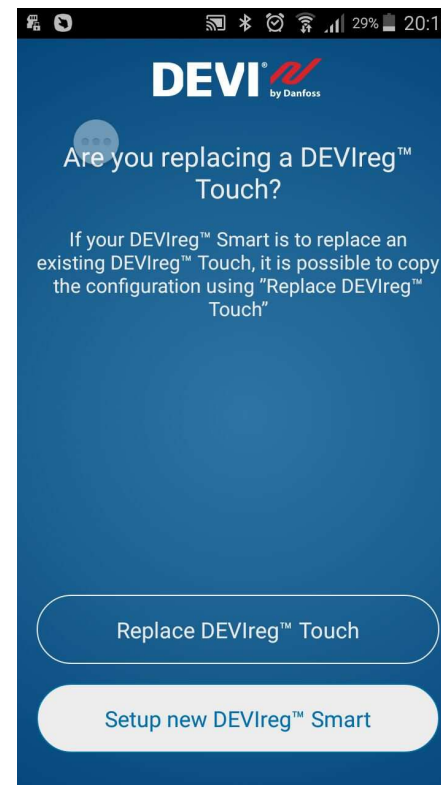 29% 20:1
DEVI®
by Danfoss
Are you replacing a DEVIreg™
Touch?
If your DEVIreg™ Smart is to replace an
existing DEVIreg™ Touch, it is possible to copy
the configuration using ”Replace DEVIreg™
Touch”
Replace DEVIreg™ Touch
Setup new DEVIreg™ Smart